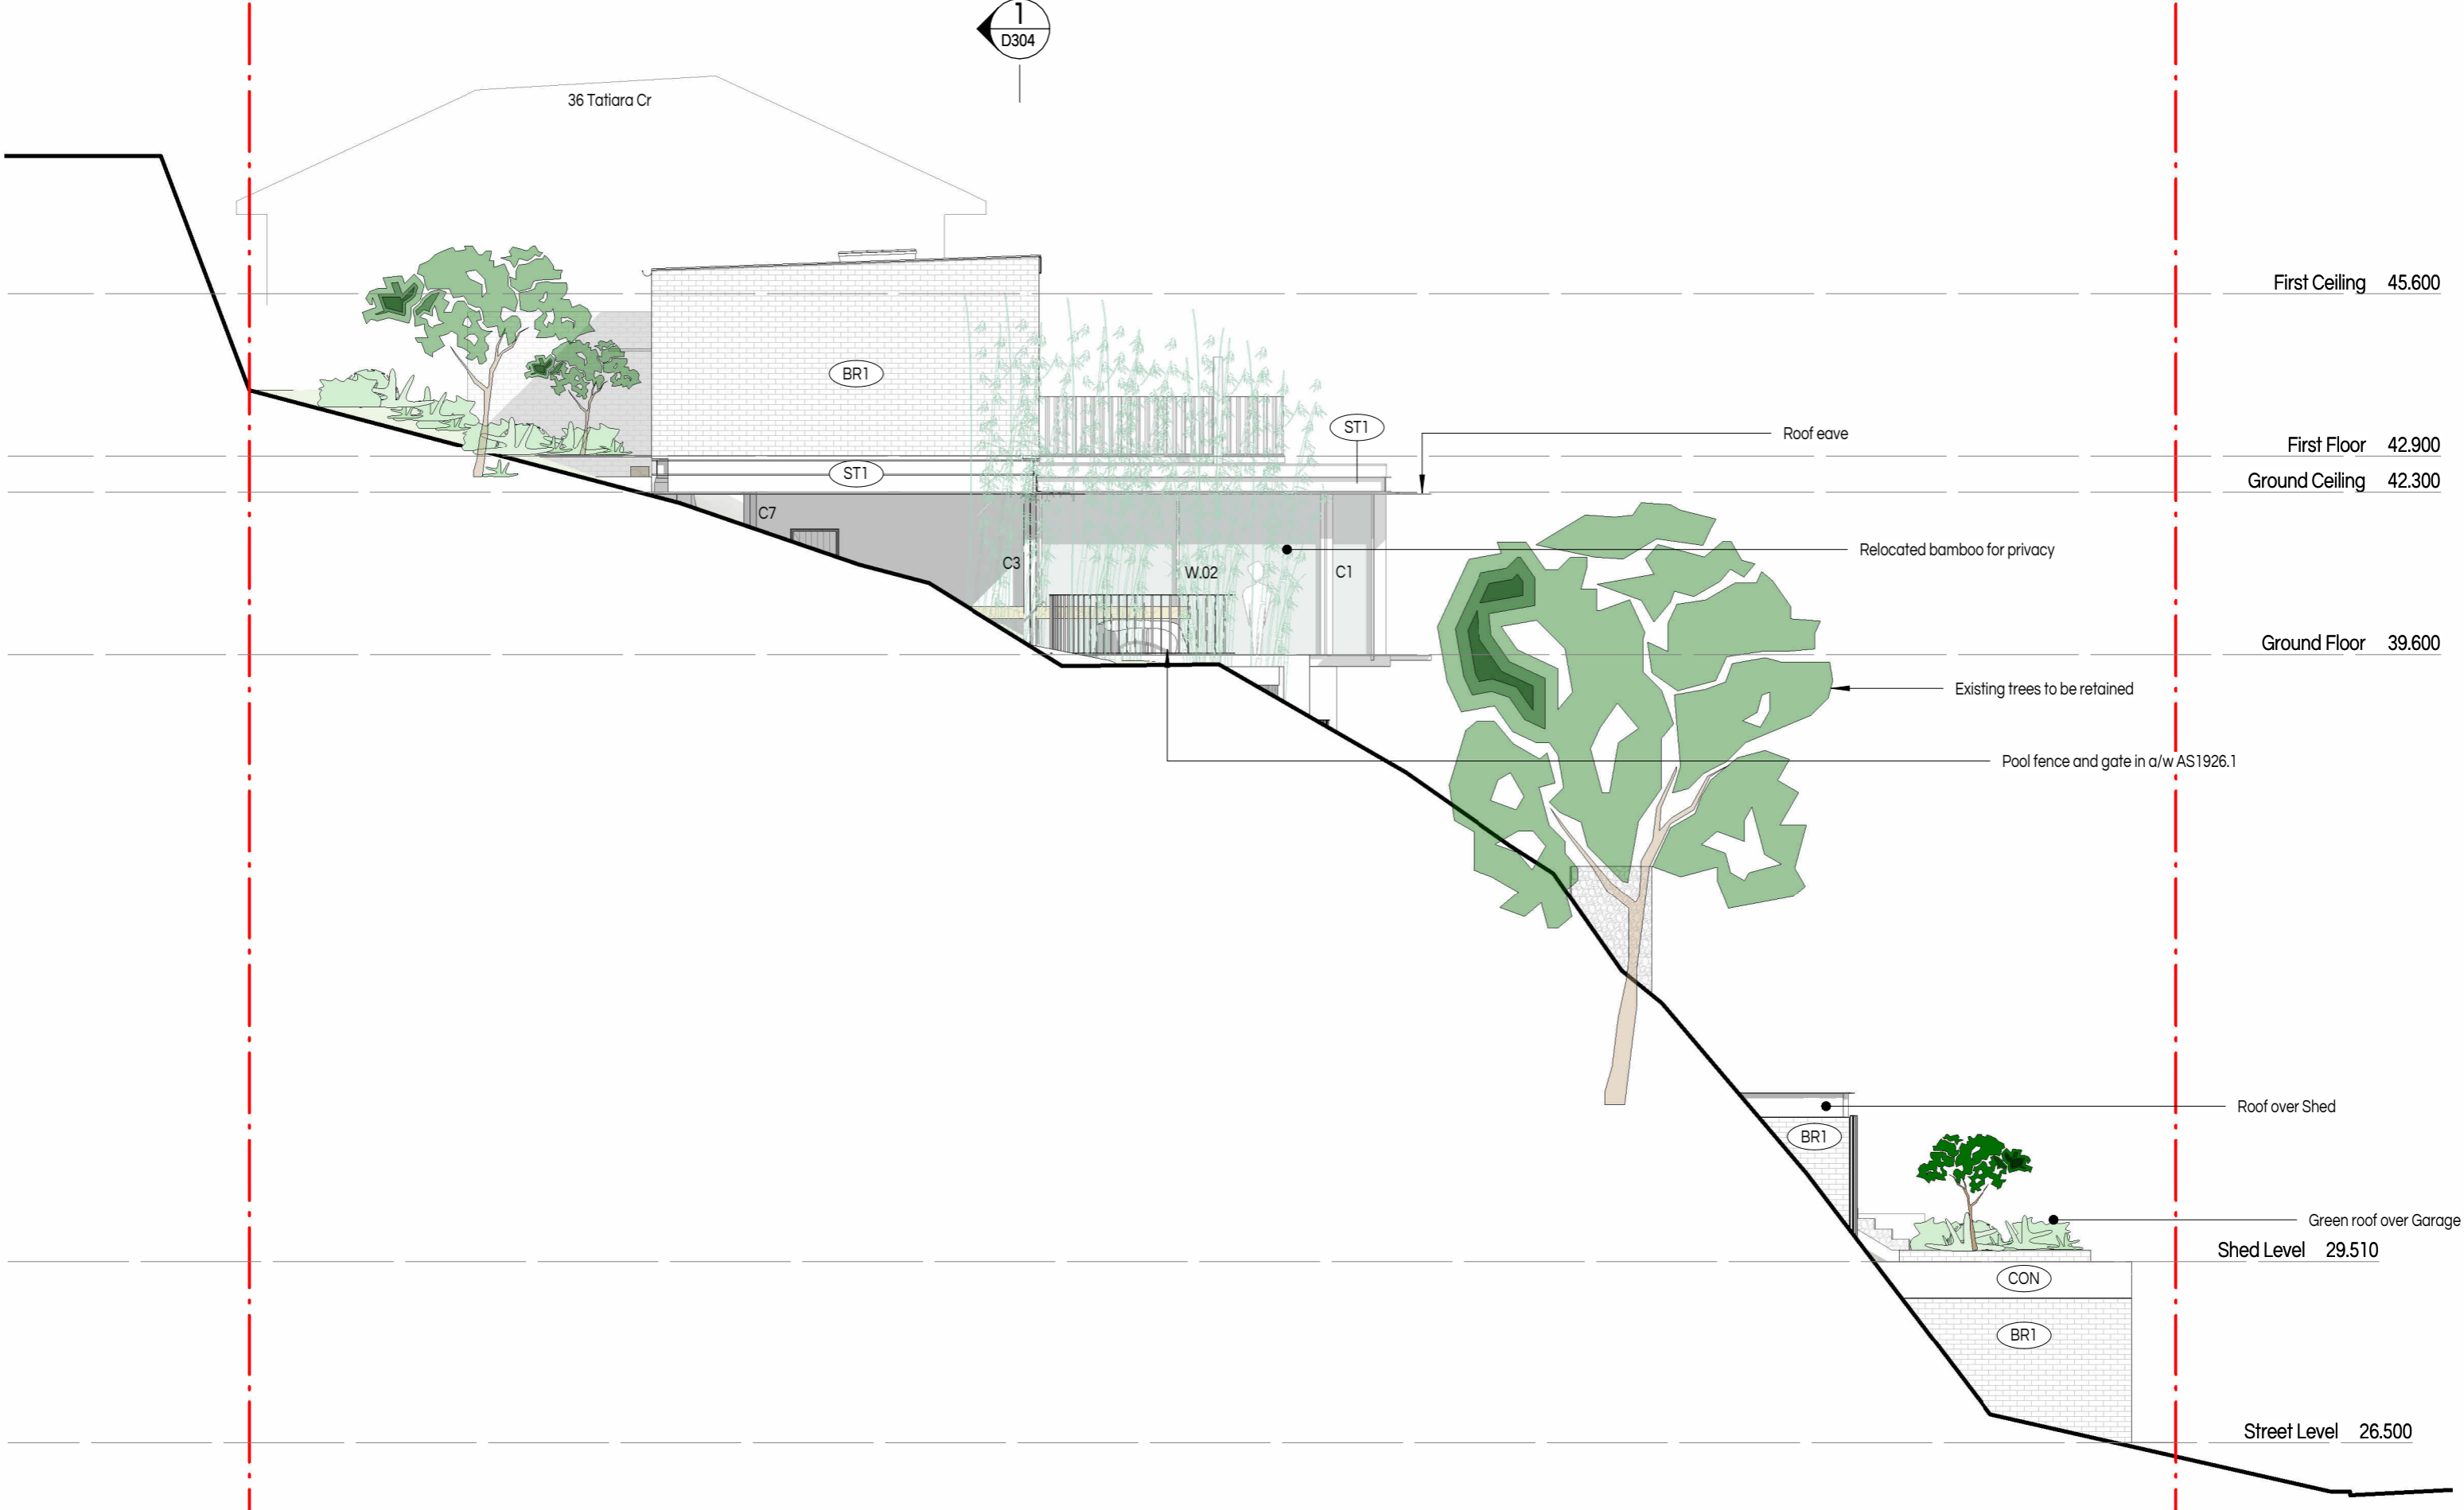 1
D304
36 Tatiara Cr
First Ceiling 45.600
BR1
ST1
Roof eave
First Floor 42.900
ST1
Ground Ceiling 42.300
C7
Relocated bamboo for privacy
C3
W.02
C1
Ground Floor 39.600
Existing trees to be retained
Pool fence and gate in a/w AS1926.1
Roof over Shed
BR1
Green roof over Garage
Shed Level 29.510
CON
BR1
Street Level 26.500